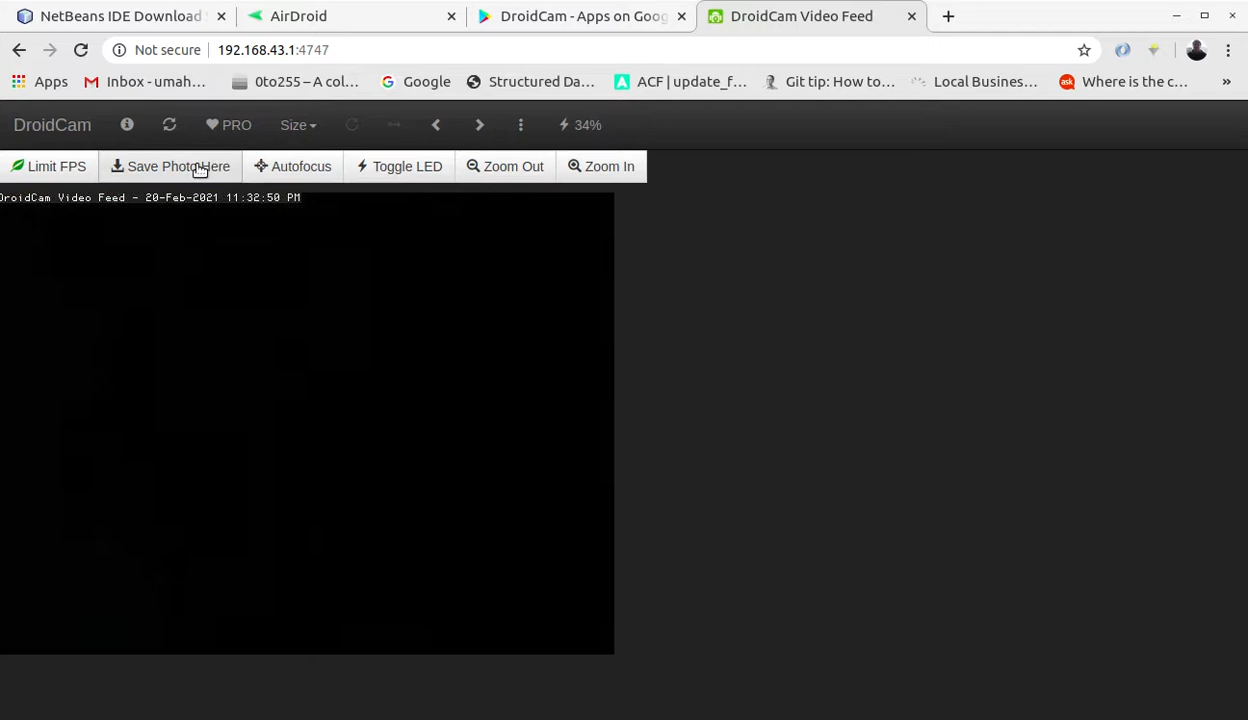 NetBeans IDE Download
AirDroid
DroidCam - Apps on Goog
DroidCam Video Feed
Not secure
192.168.43.1:4747
Apps
Inbox - umah...
0to255 – A col...
Google
Structured Da...
ACF | update_f...
Git tip: How to...
Local Busines...
ask
Where is the c...
»
DroidCam
PRO
Size
34%
Limit FPS
Save Photo Here
Autofocus
Toggle LED
Zoom Out
Zoom In
DroidCam Video Feed - 20-Feb-2021 11:32:50 PM